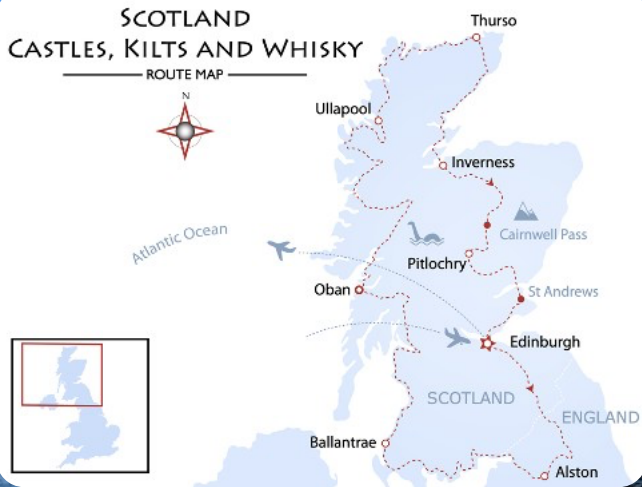 SCOTLAND
CASTLES, KILTS AND WHISKY
ROUTE MAP
N
Thurso
Ullapool
Inverness
Atlantic Ocean
Cairnwell Pass
Pitlochry
Oban
St Andrews
Edinburgh
SCOTLAND
ENGLAND
Ballantrae
Alston